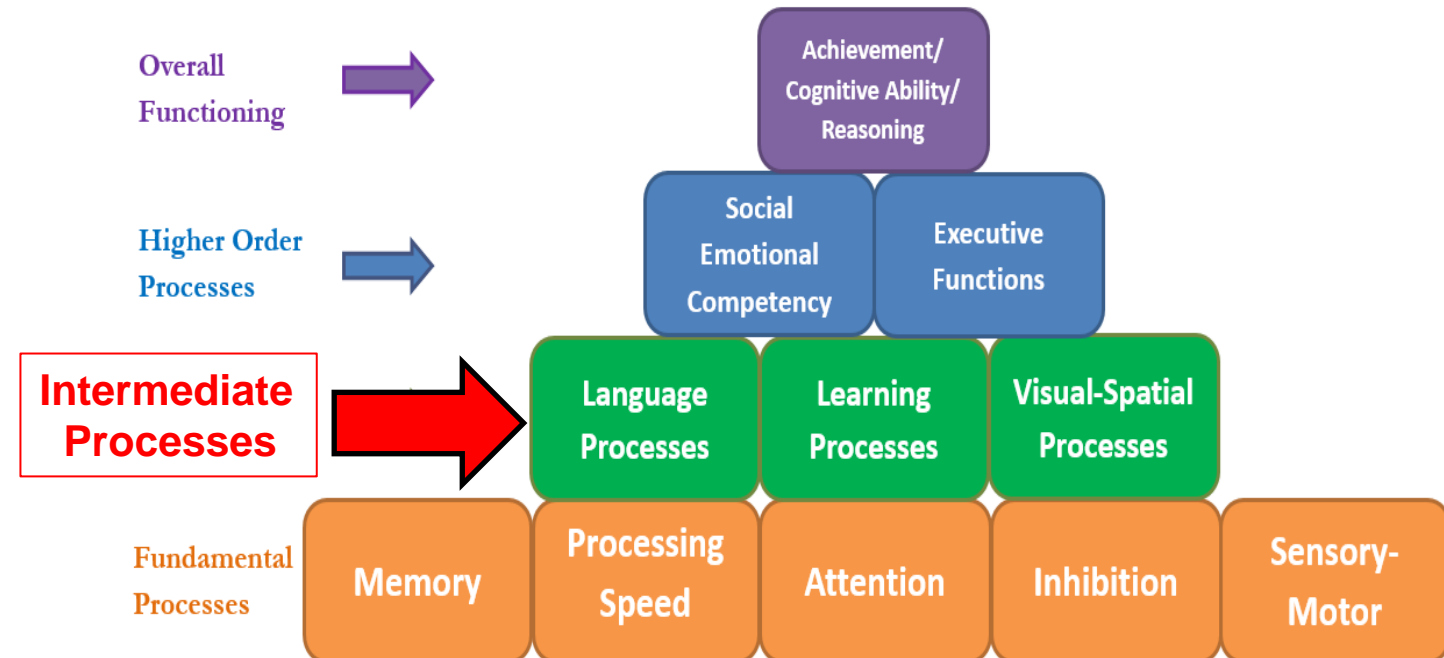 Overall
Functioning
Achievement/
Cognitive Ability/
Reasoning
Higher Order
Processes
Social
Emotional
Competency
Executive
Functions
Intermediate
Processes
Language
Processes
Learning
Processes
Visual-Spatial
Processes
Fundamental
Processes
Memory
Processing
Speed
Attention
Inhibition
Sensory-
Motor